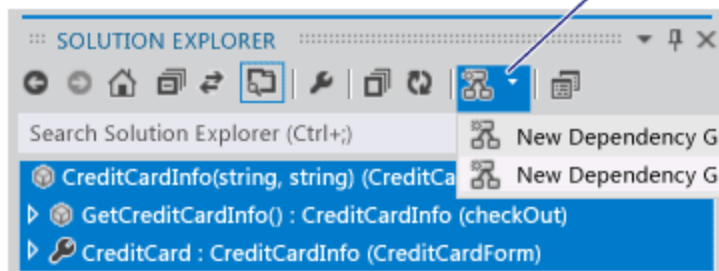 SOLUTION EXPLORER
Search Solution Explorer (Ctrl+;)
New Dependency G
New Dependency G
CreditCardInfo(string, string) (CreditCa
GetCreditCardInfo() : CreditCardInfo (checkOut)
CreditCard : CreditCardInfo (CreditCardForm)